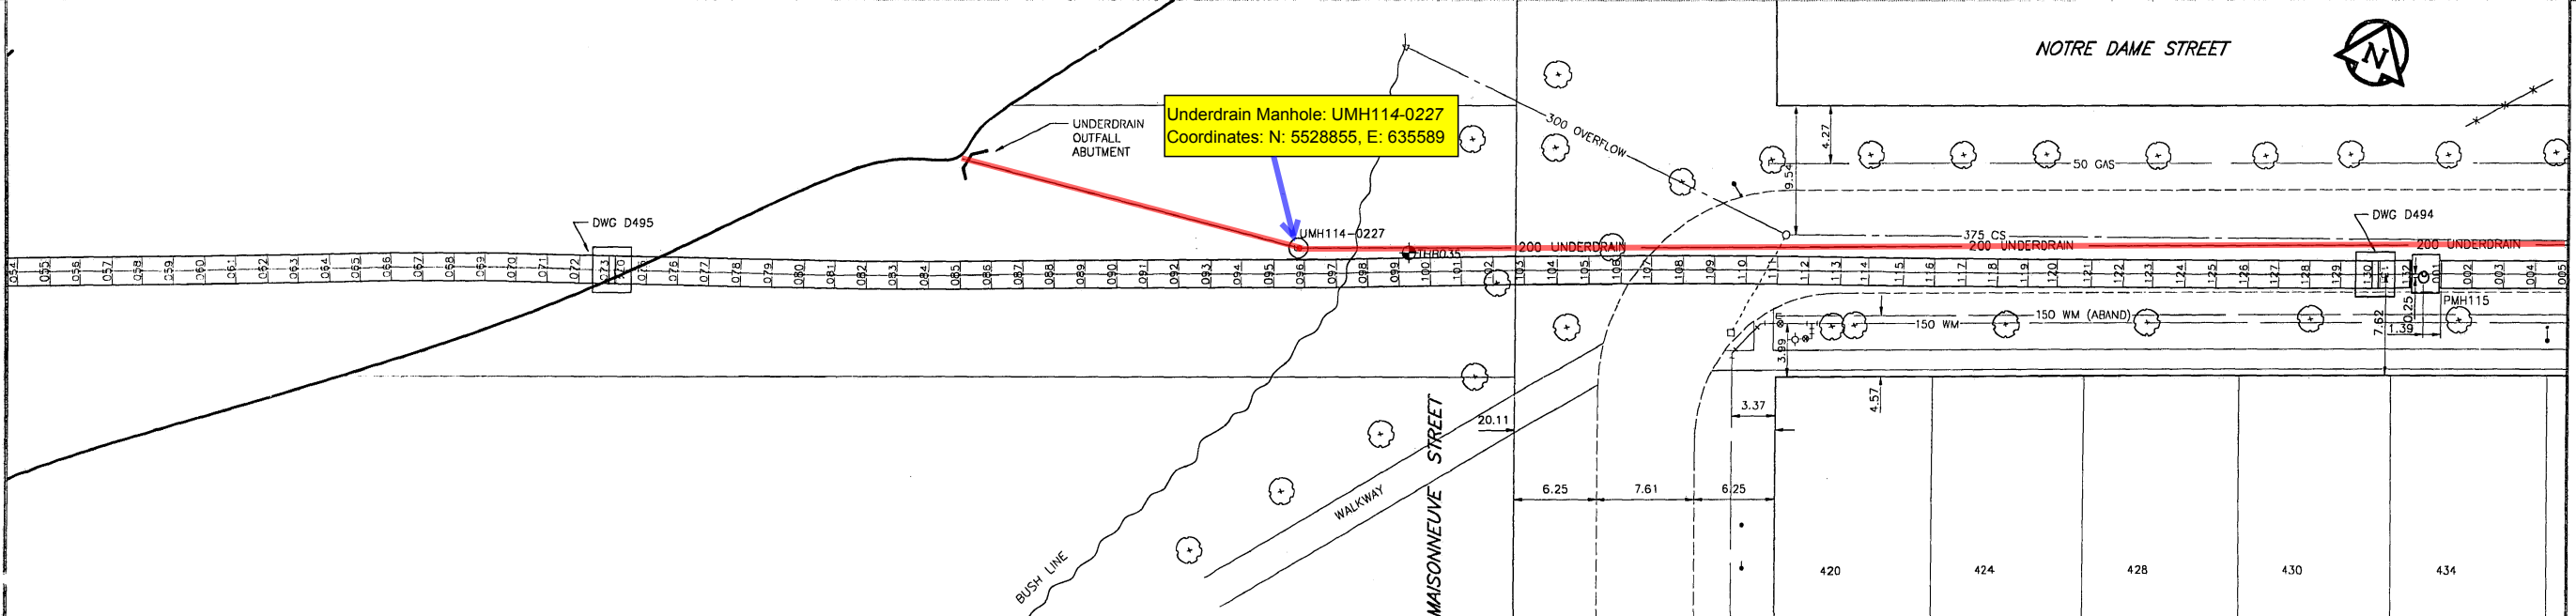 NOTRE DAME STREET
N
Underdrain Manhole: UMH114-0227
Coordinates: N: 5528855, E: 635589
UNDERDRAIN
OUTFALL
ABUTMENT
300 OVERFLOW
4.27
9.54
50 GAS
DWG D495
DWG D494
UMH114-0227
THB035
200 UNDERDRAIN
375 CS
200 UNDERDRAIN
200 UNDERDRAIN
054 055 056 057 058 059 060 061 062 063 064 065 066 067 068 069 070 071 072 073 076 077 078 079 080 081 082 083 084 085 086 087 088 089 090 091 092 093 094 095 096 097 098 099 100 101 102 103 104 105 106 107 108 109 110 111 112 113 114 115 116 117 118 119 120 121 122 123 124 125 126 127 128 129 130 132 001 002 003 004 005
PMH115
150 WM
150 WM (ABAND)
7.62
0.25
1.39
3.99
4.57
3.37
20.11
MAISONNEUVE STREET
WALKWAY
BUSH LINE
6.25
7.61
6.25
420
424
428
430
434